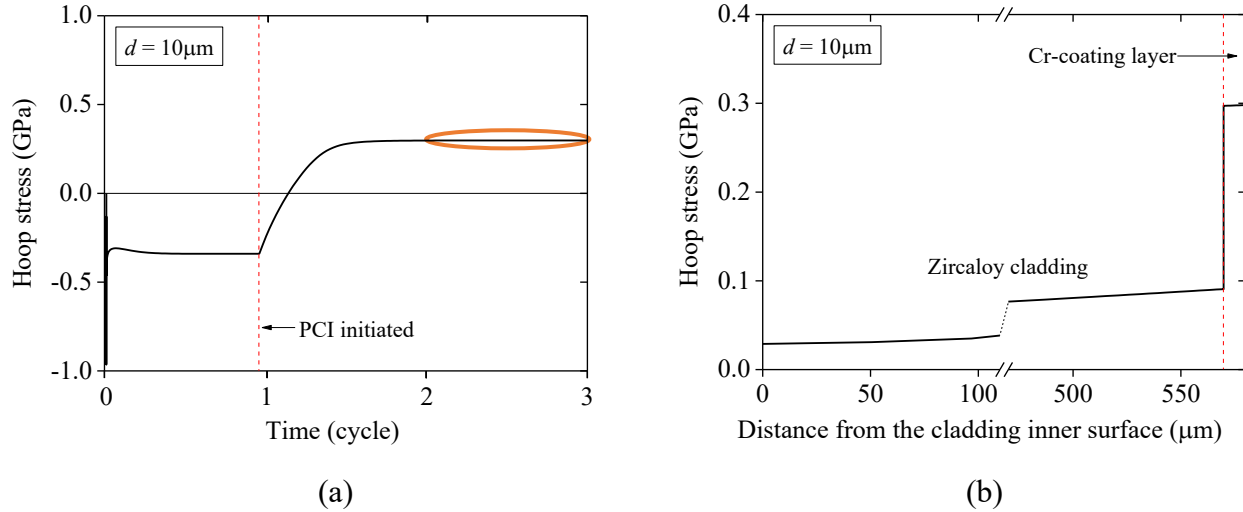 1.0
0.5
0.0
-0.5
-1.0
Hoop stress (GPa)
d = 10μm
PCI initiated
0
1
2
3
Time (cycle)
(a)
0.4
0.3
0.2
0.1
0.0
Hoop stress (GPa)
d = 10μm
Cr-coating layer
Zircaloy cladding
0
50
100
500
550
Distance from the cladding inner surface (μm)
(b)